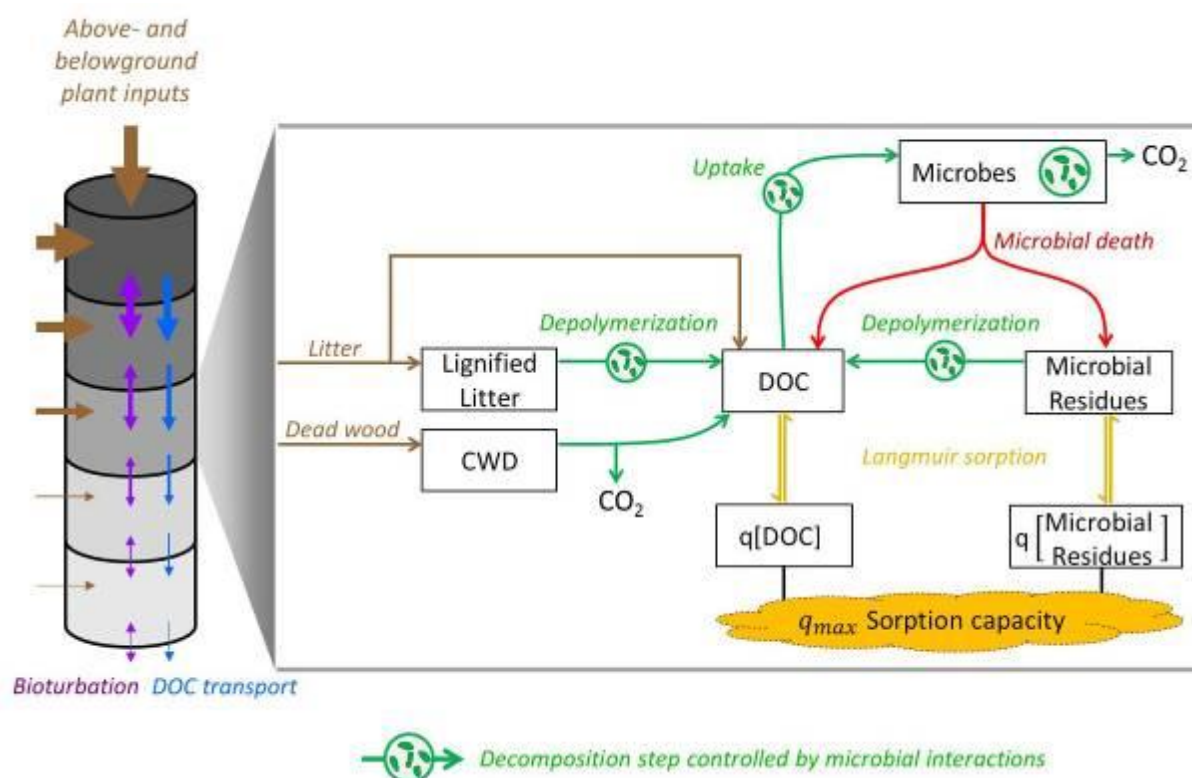 Above- and
belowground
plant inputs
Uptake
Microbes
CO2
Microbial death
Litter
Depolymerization
Depolymerization
Lignified
Litter
DOC
Microbial
Residues
Dead wood
CWD
Langmuir sorption
CO2
q[DOC]
q[Microbial
Residues]
qmax Sorption capacity
Bioturbation DOC transport
Decomposition step controlled by microbial interactions